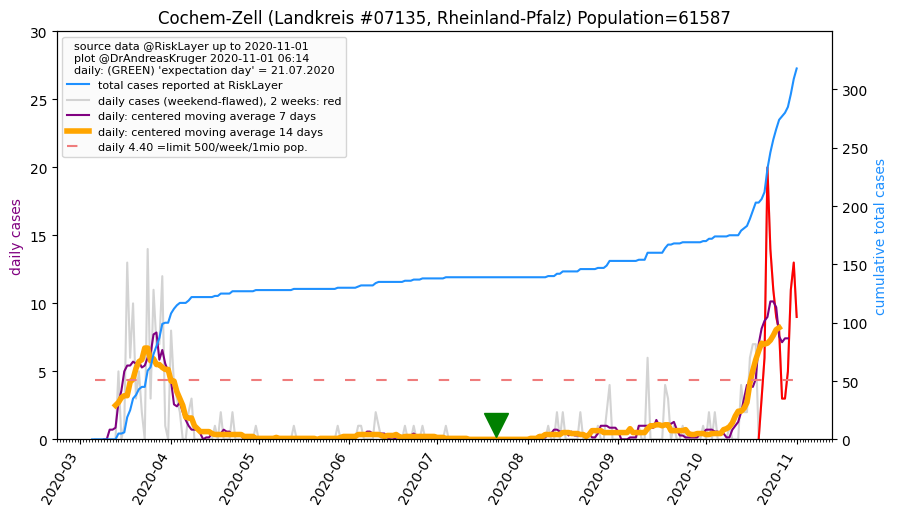 Cochem-Zell (Landkreis #07135, Rheinland-Pfalz) Population=61587
source data @RiskLayer up to 2020-11-01
plot @DrAndreasKruger 2020-11-01 06:14
daily: (GREEN) 'expectation day' = 21.07.2020
total cases reported at RiskLayer
daily cases (weekend-flawed), 2 weeks: red
daily: centered moving average 7 days
daily: centered moving average 14 days
daily 4.40 =limit 500/week/1mio pop.
daily cases
30
25
20
15
10
5
0
cumulative total cases
300
250
200
150
100
50
0
2020-03
2020-04
2020-05
2020-06
2020-07
2020-08
2020-09
2020-10
2020-11